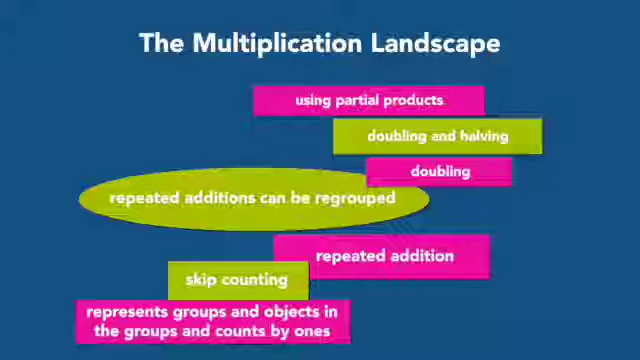 The Multiplication Landscape
using partial products
doubling and halving
doubling
repeated additions can be regrouped
repeated addition
skip counting
represents groups and objects in
the groups and counts by ones